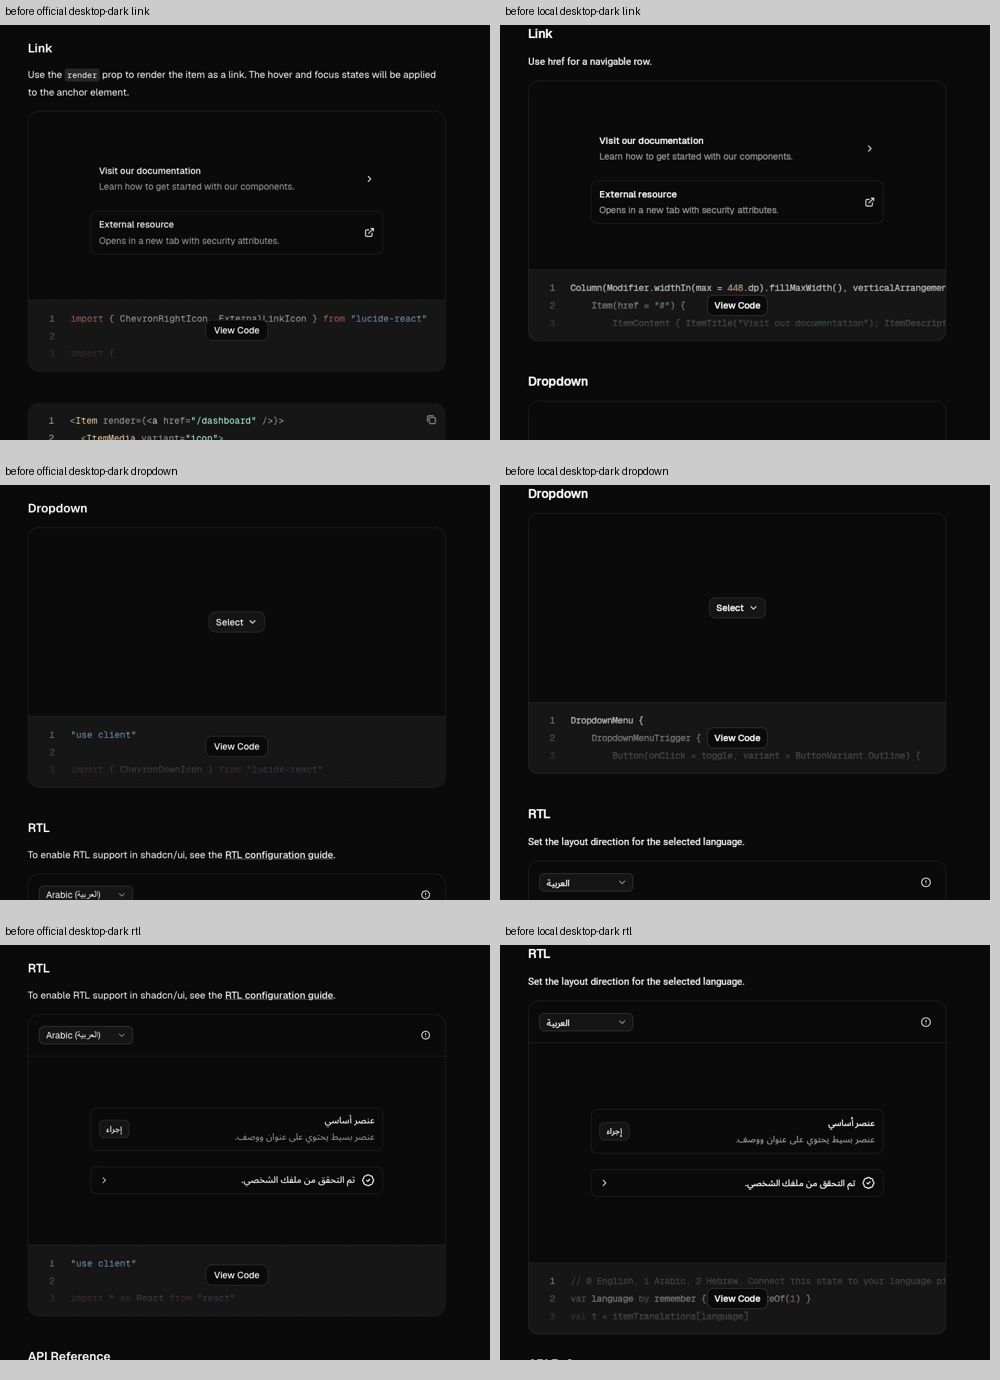 before official desktop-dark link
Link
Use the render prop to render the item as a link. The hover and focus states will be applied
to the anchor element.
Visit our documentation
Learn how to get started with our components.
External resource
Opens in a new tab with security attributes.
1 import { ChevronRightIcon, ExternalLinkIcon } from "lucide-react"
2
View Code
3 import {
1 <Item render={<a href="/dashboard" />}>
2 <ItemMedia variant="icon">
before local desktop-dark link
Link
Use href for a navigable row.
Visit our documentation
Learn how to get started with our components.
External resource
Opens in a new tab with security attributes.
1 Column(Modifier.widthIn(max = 448.dp).fillMaxWidth(), verticalArrangemen
2 Item(href = "#") {
View Code
3 ItemContent { ItemTitle("Visit our documentation"); ItemDescript
Dropdown
before official desktop-dark dropdown
Dropdown
Select
1 "use client"
2
View Code
3 import { ChevronDownIcon } from "lucide-react"
RTL
To enable RTL support in shadcn/ui, see the RTL configuration guide.
Arabic (العربية)
before local desktop-dark dropdown
Dropdown
Select
1 DropdownMenu {
2 DropdownMenuTrigger {
View Code
3 Button(onClick = toggle, variant = ButtonVariant.Outline) {
RTL
Set the layout direction for the selected language.
العربية
before official desktop-dark rtl
RTL
To enable RTL support in shadcn/ui, see the RTL configuration guide.
Arabic (العربية)
عنصر أساسي
عنصر بسيط يحتوي على عنوان ووصف.
إجراء
تم التحقق من ملفك الشخصي.
1 "use client"
2
View Code
3 import * as React from "react"
API Reference
before local desktop-dark rtl
RTL
Set the layout direction for the selected language.
العربية
عنصر أساسي
عنصر بسيط يحتوي على عنوان ووصف.
إجراء
تم التحقق من ملفك الشخصي.
1 // 0 English, 1 Arabic, 2 Hebrew. Connect this state to your language pi
2 var language by remember { eOf(1) }
View Code
3 val t = itemTranslations[language]